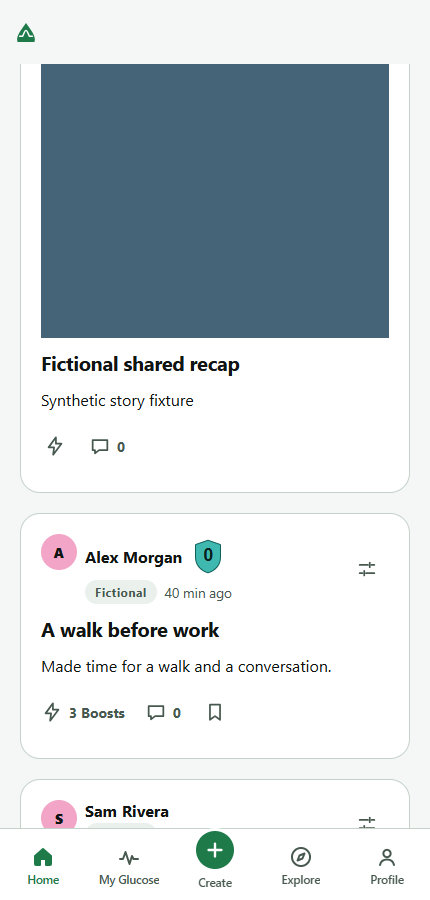 Fictional shared recap
Synthetic story fixture
0
A
Alex Morgan
0
Fictional
40 min ago
A walk before work
Made time for a walk and a conversation.
3 Boosts
0
S
Sam Rivera
Home
My Glucose
Create
Explore
Profile